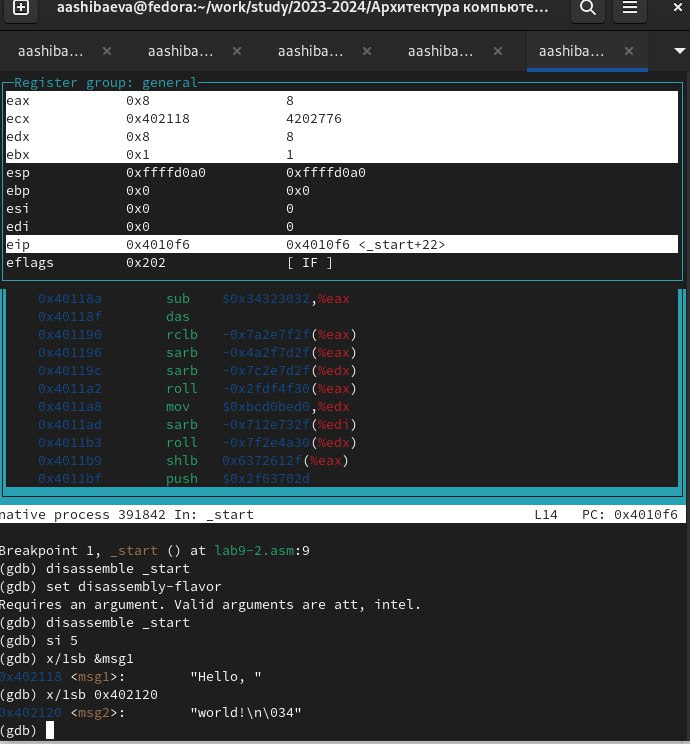 aashibaeva@fedora:~/work/study/2023-2024/Архитектура компьюте...
aashiba... × aashiba... × aashiba... × aashiba... × aashiba... ×
Register group: general
eax 0x8 8
ecx 0x402118 4202776
edx 0x8 8
ebx 0x1 1
esp 0xffffd0a0 0xffffd0a0
ebp 0x0 0x0
esi 0x0 0
edi 0x0 0
eip 0x4010f6 0x4010f6 <_start+22>
eflags 0x202 [ IF ]
0x40118a sub $0x34323032,%eax
0x40118f das
0x401190 rclb -0x7a2e7f2f(%eax)
0x401196 sarb -0x4a2f7d2f(%eax)
0x40119c sarb -0x7c2e7d2f(%edx)
0x4011a2 roll -0x2fdf4f30(%eax)
0x4011a8 mov $0xbcd0bed0,%edx
0x4011ad sarb -0x712e732f(%edi)
0x4011b3 roll -0x7f2e4a30(%edx)
0x4011b9 shlb 0x6372612f(%eax)
0x4011bf push $0x2f63702d
native process 391842 In: _start L14 PC: 0x4010f6
Breakpoint 1, _start () at lab9-2.asm:9
(gdb) disassemble _start
(gdb) set disassembly-flavor
Requires an argument. Valid arguments are att, intel.
(gdb) disassemble _start
(gdb) si 5
(gdb) x/1sb &msg1
0x402118 <msg1>: "Hello, "
(gdb) x/1sb 0x402120
0x402120 <msg2>: "world!\n\034"
(gdb)